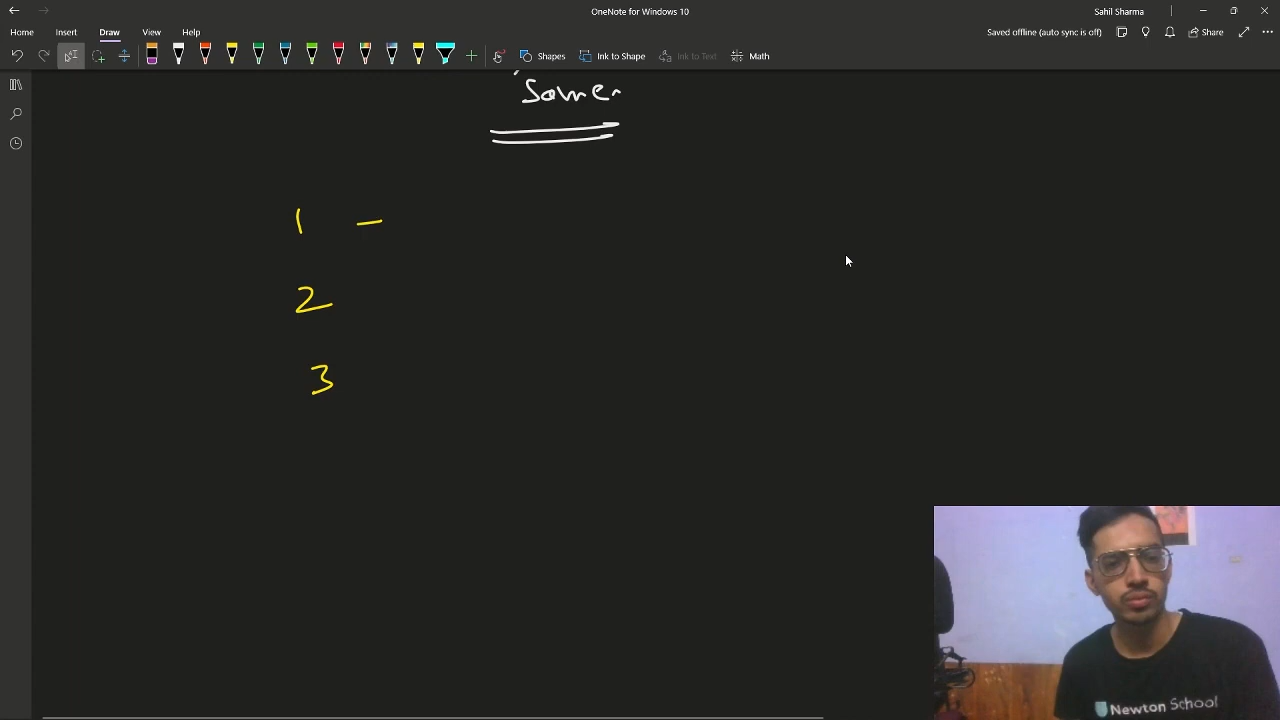 OneNote for Windows 10
Sahil Sharma
Home Insert Draw View Help
Saved offline (auto sync is off) Share
Shapes Ink to Shape Ink to Text Math
1 –
2
3
Newton School